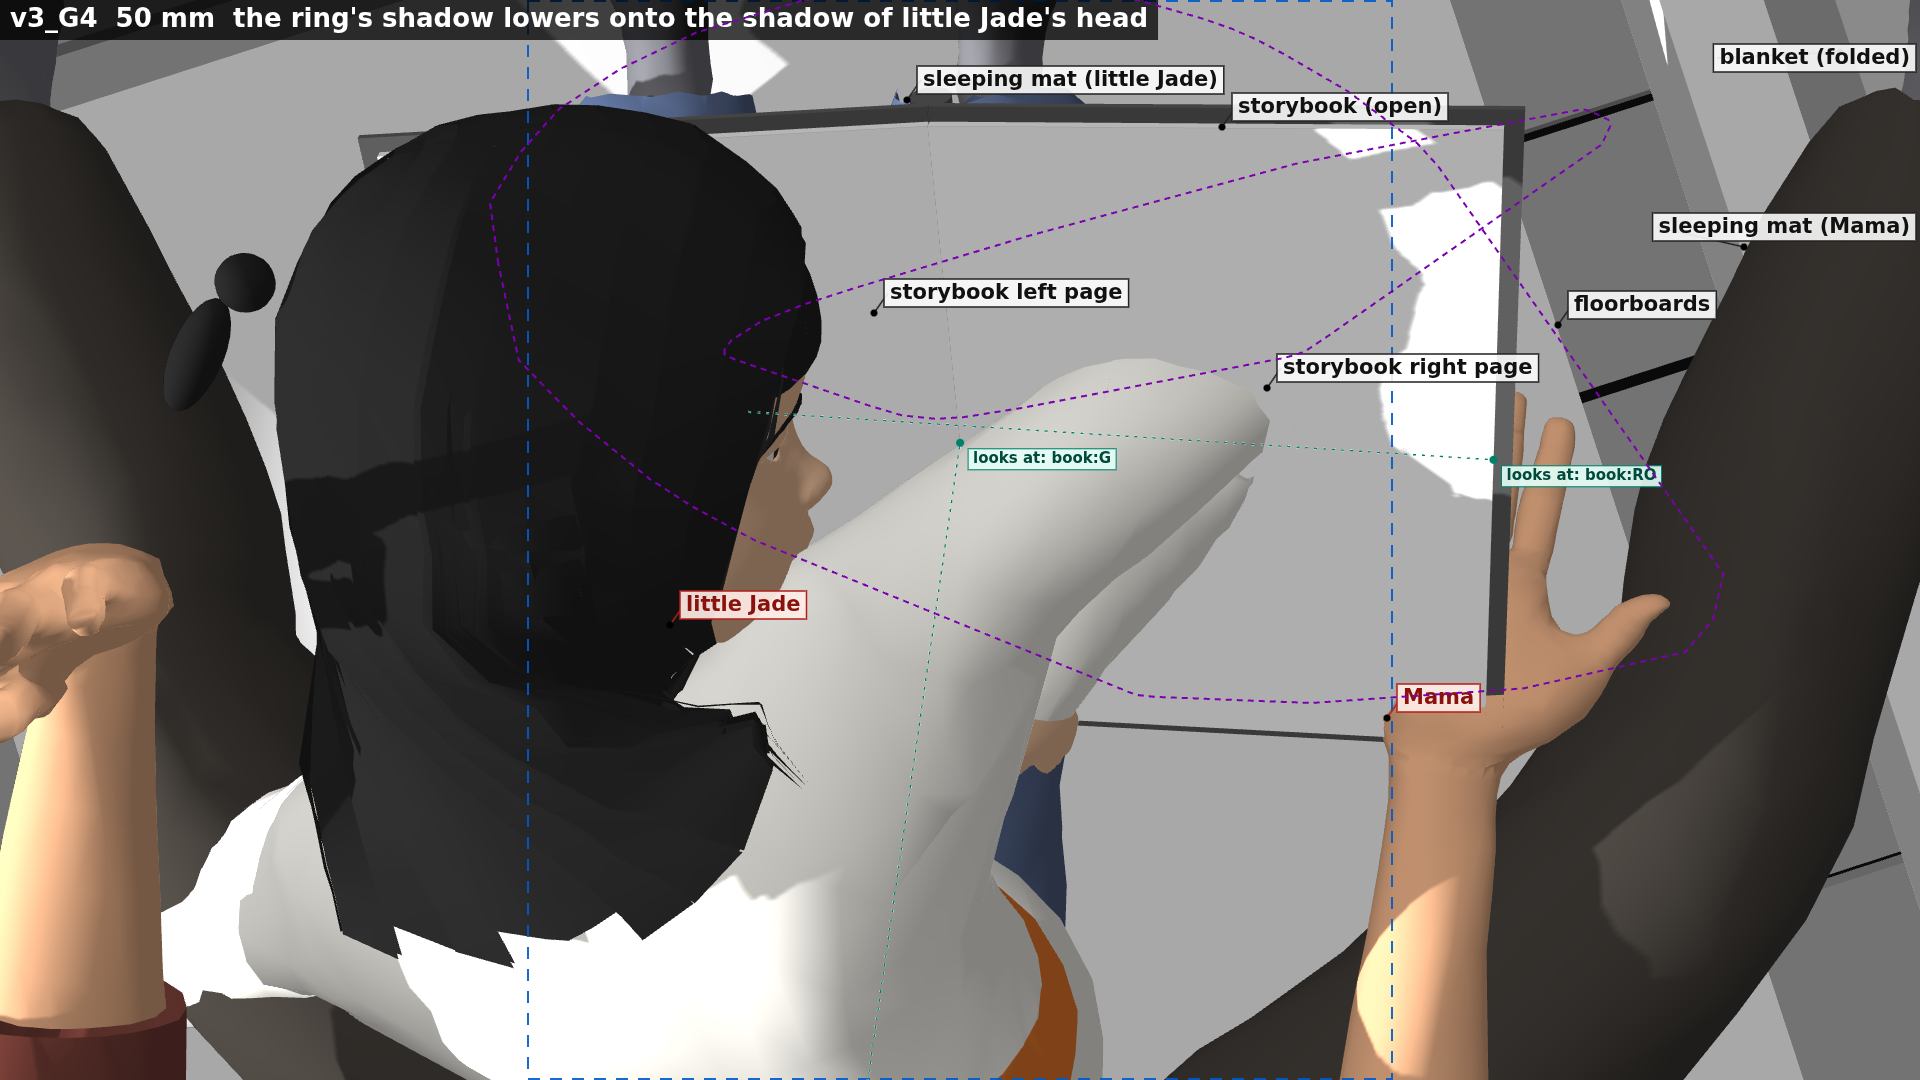 v3_G4  50 mm  the ring's shadow lowers onto the shadow of little Jade's head
blanket (folded)
sleeping mat (little Jade)
storybook (open)
sleeping mat (Mama)
storybook left page
floorboards
storybook right page
looks at: book:G
looks at: book:RO
little Jade
Mama